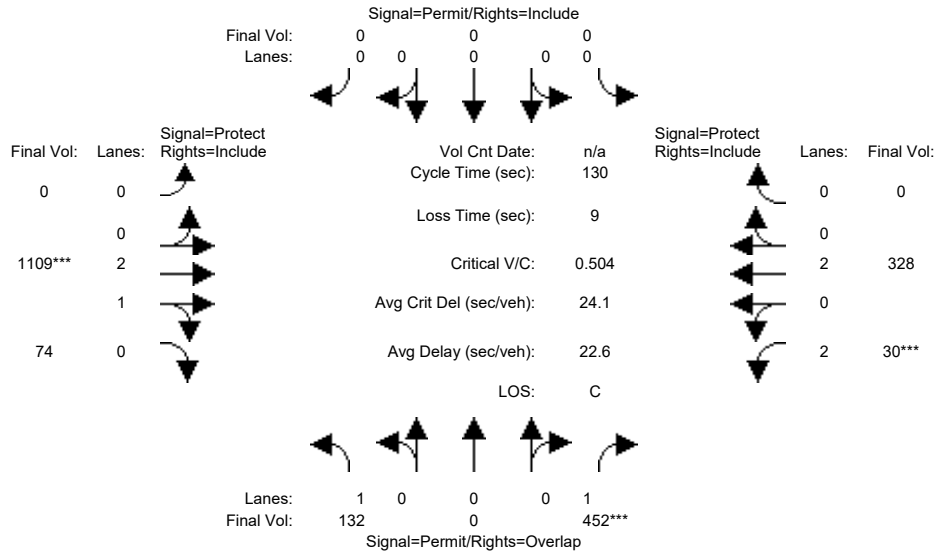 Signal=Permit/Rights=Include
Final Vol: 0 0 0
Lanes: 0 0 0 0 0
Signal=Protect Signal=Protect
Final Vol: Lanes: Rights=Include Vol Cnt Date: n/a Rights=Include Lanes: Final Vol:
Cycle Time (sec): 130
0 0 0 0
Loss Time (sec): 9
0 0
1109*** 2 Critical V/C: 0.504 2 328
1 Avg Crit Del (sec/veh): 24.1 0
74 0 Avg Delay (sec/veh): 22.6 2 30***
LOS: C
Lanes: 1 0 0 0 1
Final Vol: 132 0 452***
Signal=Permit/Rights=Overlap